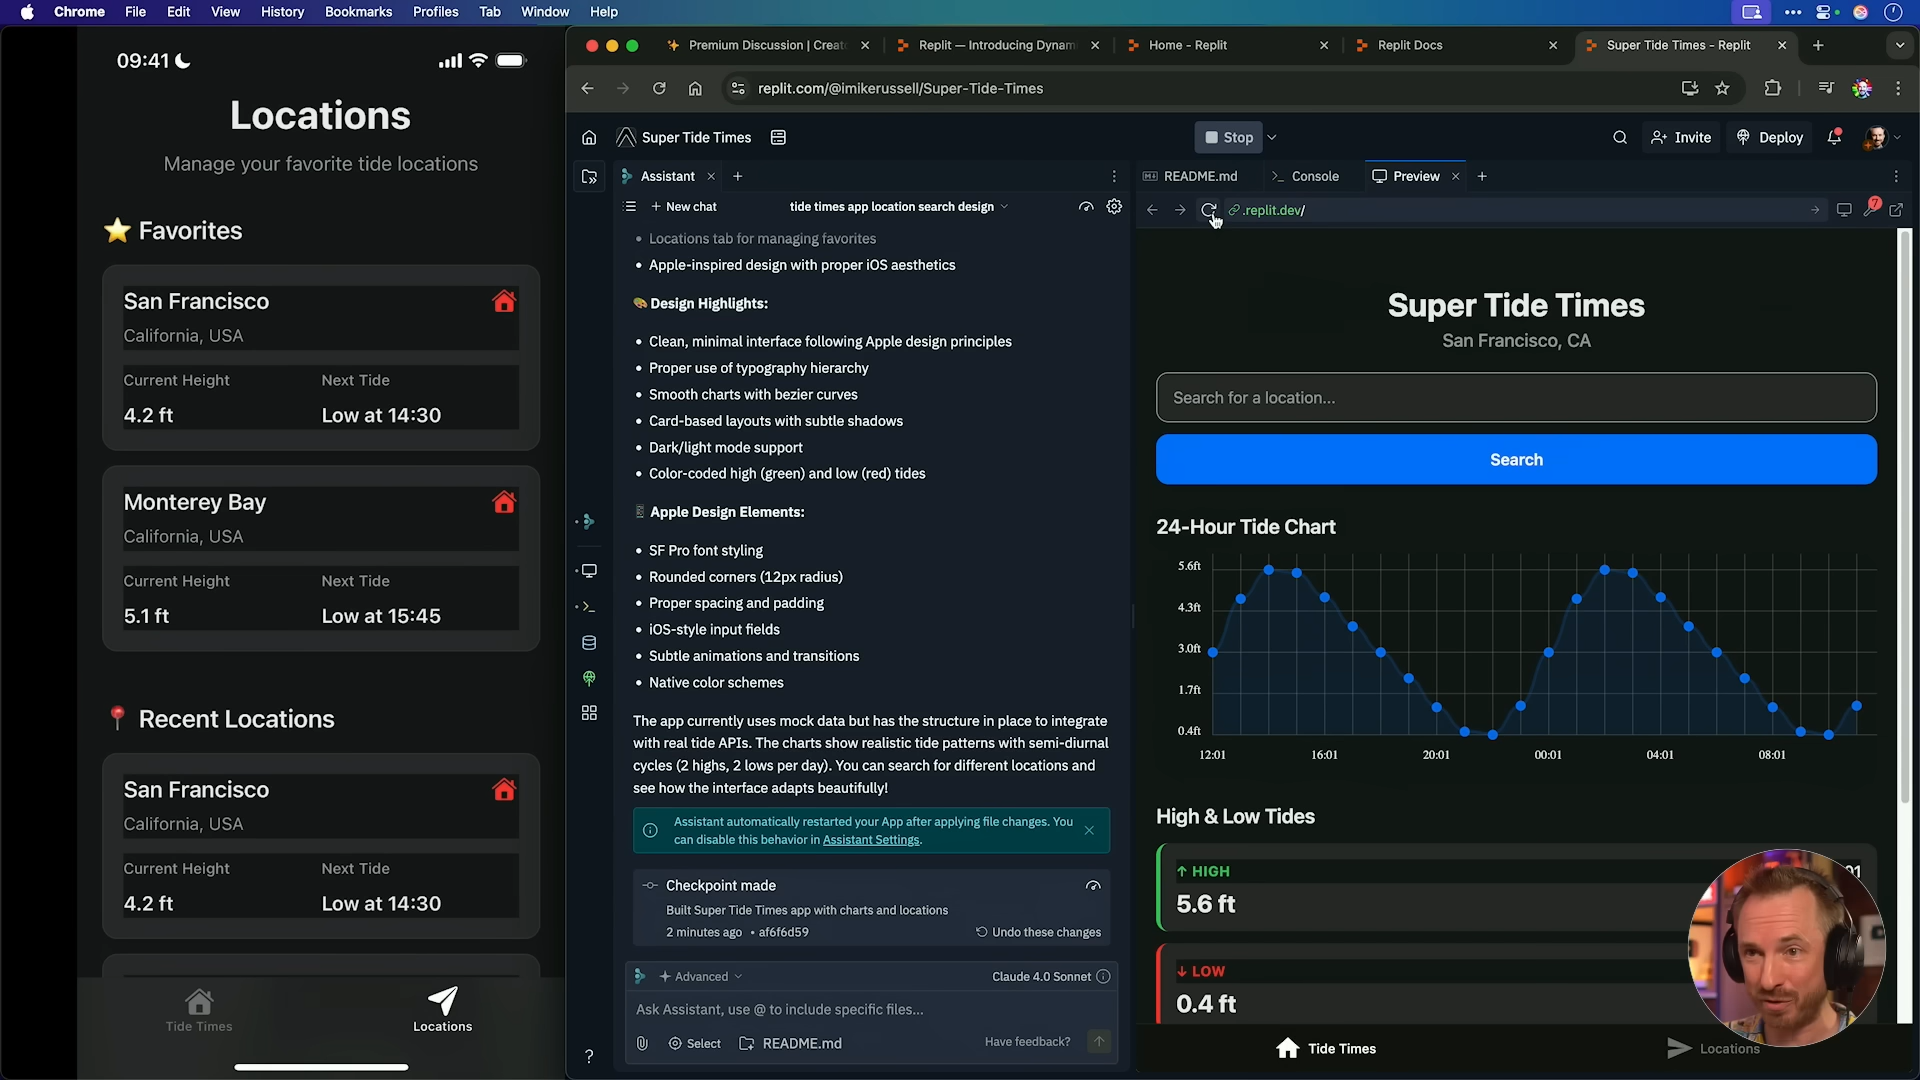 Chrome File Edit View History Bookmarks Profiles Tab Window Help
09:41
Locations
Manage your favorite tide locations
⭐ Favorites
San Francisco
California, USA
Current Height Next Tide
4.2 ft Low at 14:30
Monterey Bay
California, USA
Current Height Next Tide
5.1 ft Low at 15:45
📍 Recent Locations
San Francisco
California, USA
Current Height Next Tide
4.2 ft Low at 14:30
Tide Times Locations
Premium Discussion | Creat
Replit — Introducing Dynam
Home - Replit
Replit Docs
Super Tide Times - Replit
replit.com/@imikerussell/Super-Tide-Times
Super Tide Times
Stop
Invite
Deploy
Assistant
New chat
tide times app location search design
• Locations tab for managing favorites
• Apple-inspired design with proper iOS aesthetics
🎨 Design Highlights:
• Clean, minimal interface following Apple design principles
• Proper use of typography hierarchy
• Smooth charts with bezier curves
• Card-based layouts with subtle shadows
• Dark/light mode support
• Color-coded high (green) and low (red) tides
Apple Design Elements:
• SF Pro font styling
• Rounded corners (12px radius)
• Proper spacing and padding
• iOS-style input fields
• Subtle animations and transitions
• Native color schemes
The app currently uses mock data but has the structure in place to integrate
with real tide APIs. The charts show realistic tide patterns with semi-diurnal
cycles (2 highs, 2 lows per day). You can search for different locations and
see how the interface adapts beautifully!
Assistant automatically restarted your App after applying file changes. You
can disable this behavior in Assistant Settings.
Checkpoint made
Built Super Tide Times app with charts and locations
2 minutes ago • af6f6d59
Undo these changes
Advanced
Claude 4.0 Sonnet
Ask Assistant, use @ to include specific files...
Select
README.md
Have feedback?
?
README.md
Console
Preview
.replit.dev/
7
Super Tide Times
San Francisco, CA
Search for a location...
Search
24-Hour Tide Chart
5.6ft
4.3ft
3.0ft
1.7ft
0.4ft
12:01 16:01 20:01 00:01 04:01 08:01
High & Low Tides
↑ HIGH
5.6 ft
↓ LOW
0.4 ft
Tide Times
Locations